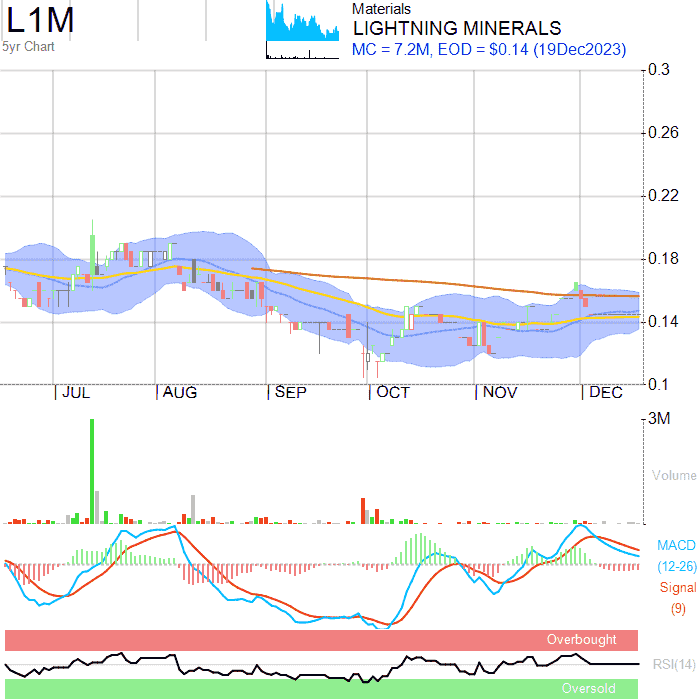 L1M
5yr Chart
Materials
LIGHTNING MINERALS
MC = 7.2M, EOD = $0.14 (19Dec2023)
0.3
0.26
0.22
0.18
0.14
0.1
JUL AUG SEP OCT NOV DEC
3M
Volume
MACD
(12-26)
Signal
(9)
Overbought
RSI(14)
Oversold